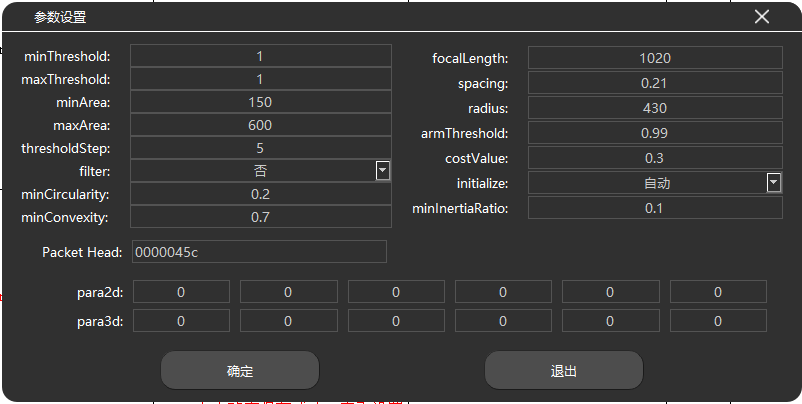 参数设置
minThreshold: 1
maxThreshold: 1
minArea: 150
maxArea: 600
thresholdStep: 5
filter: 否
minCircularity: 0.2
minConvexity: 0.7
focalLength: 1020
spacing: 0.21
radius: 430
armThreshold: 0.99
costValue: 0.3
initialize: 自动
minInertiaRatio: 0.1
Packet Head: 0000045c
para2d: 0 0 0 0 0 0
para3d: 0 0 0 0 0 0
确定 退出